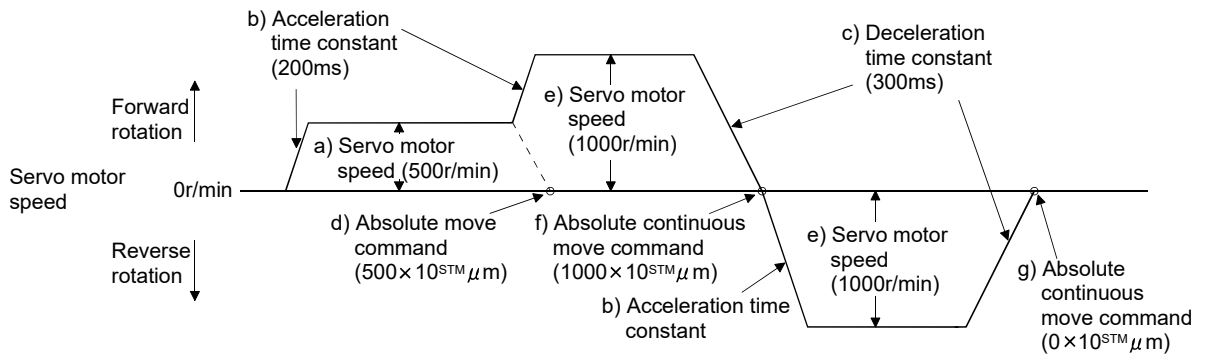 b) Acceleration
time constant
(200ms)
c) Deceleration
time constant
(300ms)
Forward
rotation
e) Servo motor
speed
(1000r/min)
a) Servo motor
speed (500r/min)
Servo motor
speed
0r/min
d) Absolute move
command
(500×10STMμm)
f) Absolute continuous
move command
(1000×10STMμm)
e) Servo motor
speed
(1000r/min)
Reverse
rotation
b) Acceleration time
constant
g) Absolute
continuous
move command
(0×10STMμm)